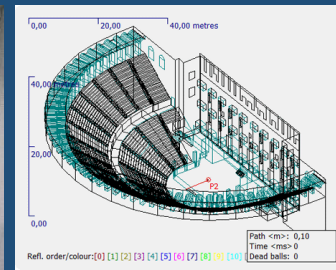 0,00 20,00 40,00 metres
40,00
20,00
0,00
P2
Path <m>: 0,10
Time <ms> 0
Dead balls: 0
Refl. order/colour:[0] [1] [2] [3] [4] [5] [6] [7] [8] [9] [10]